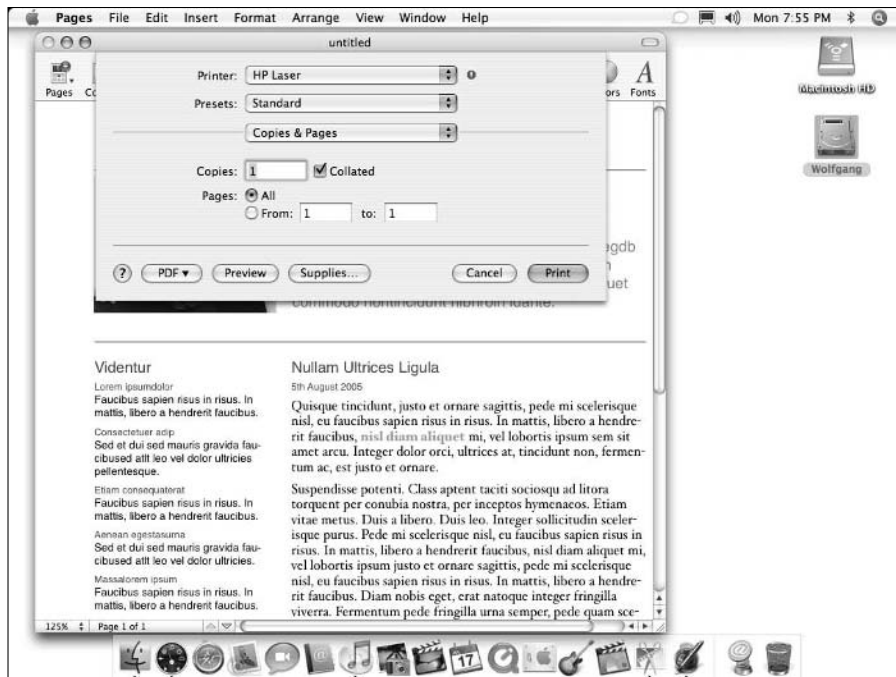 Pages File Edit Insert Format Arrange View Window Help Mon 7:55 PM
untitled
Pages
ors Fonts
Printer: HP Laser
Presets: Standard
Copies & Pages
Copies: 1 Collated
Pages: All
From: 1 to: 1
? PDF Preview Supplies... Cancel Print
Macintosh HD
Wolfgang
egdb
uet
commodo nontincidunt nibhroin idante.
Videntur
Lorem ipsumdolor
Faucibus sapien risus in risus. In
mattis, libero a hendrerit faucibus.
Consectetuer adip
Sed et dui sed mauris gravida fau-
cibused atlt leo vel dolor ultricies
pellentesque.
Etiam consequaterat
Faucibus sapien risus in risus. In
mattis, libero a hendrerit faucibus.
Aenean egestasuma
Sed et dui sed mauris gravida fau-
cibused atlt leo vel dolor ultricies.
Massalorem ipsum
Faucibus sapien risus in risus. In
mattis, libero a hendrerit faucibus.
Nullam Ultrices Ligula
5th August 2005
Quisque tincidunt, justo et ornare sagittis, pede mi scelerisque
nisl, eu faucibus sapien risus in risus. In mattis, libero a hendre-
rit faucibus, nisl diam aliquet mi, vel lobortis ipsum sem sit
amet arcu. Integer dolor orci, ultrices at, tincidunt non, fermen-
tum ac, est justo et ornare.
Suspendisse potenti. Class aptent taciti sociosqu ad litora
torquent per conubia nostra, per inceptos hymenaeos. Etiam
vitae metus. Duis a libero. Duis leo. Integer sollicitudin sceler-
isque purus. Pede mi scelerisque nisl, eu faucibus sapien risus in
risus. In mattis, libero a hendrerit faucibus, nisl diam aliquet mi,
vel lobortis ipsum justo et ornare sagittis, pede mi scelerisque
nisl, eu faucibus sapien risus in risus. In mattis, libero a hendre-
rit faucibus. Diam nobis eget, erat natoque integer fringilla
viverra. Fermentum pede fringilla urna semper, pede quam sce-
125% Page 1 of 1
17